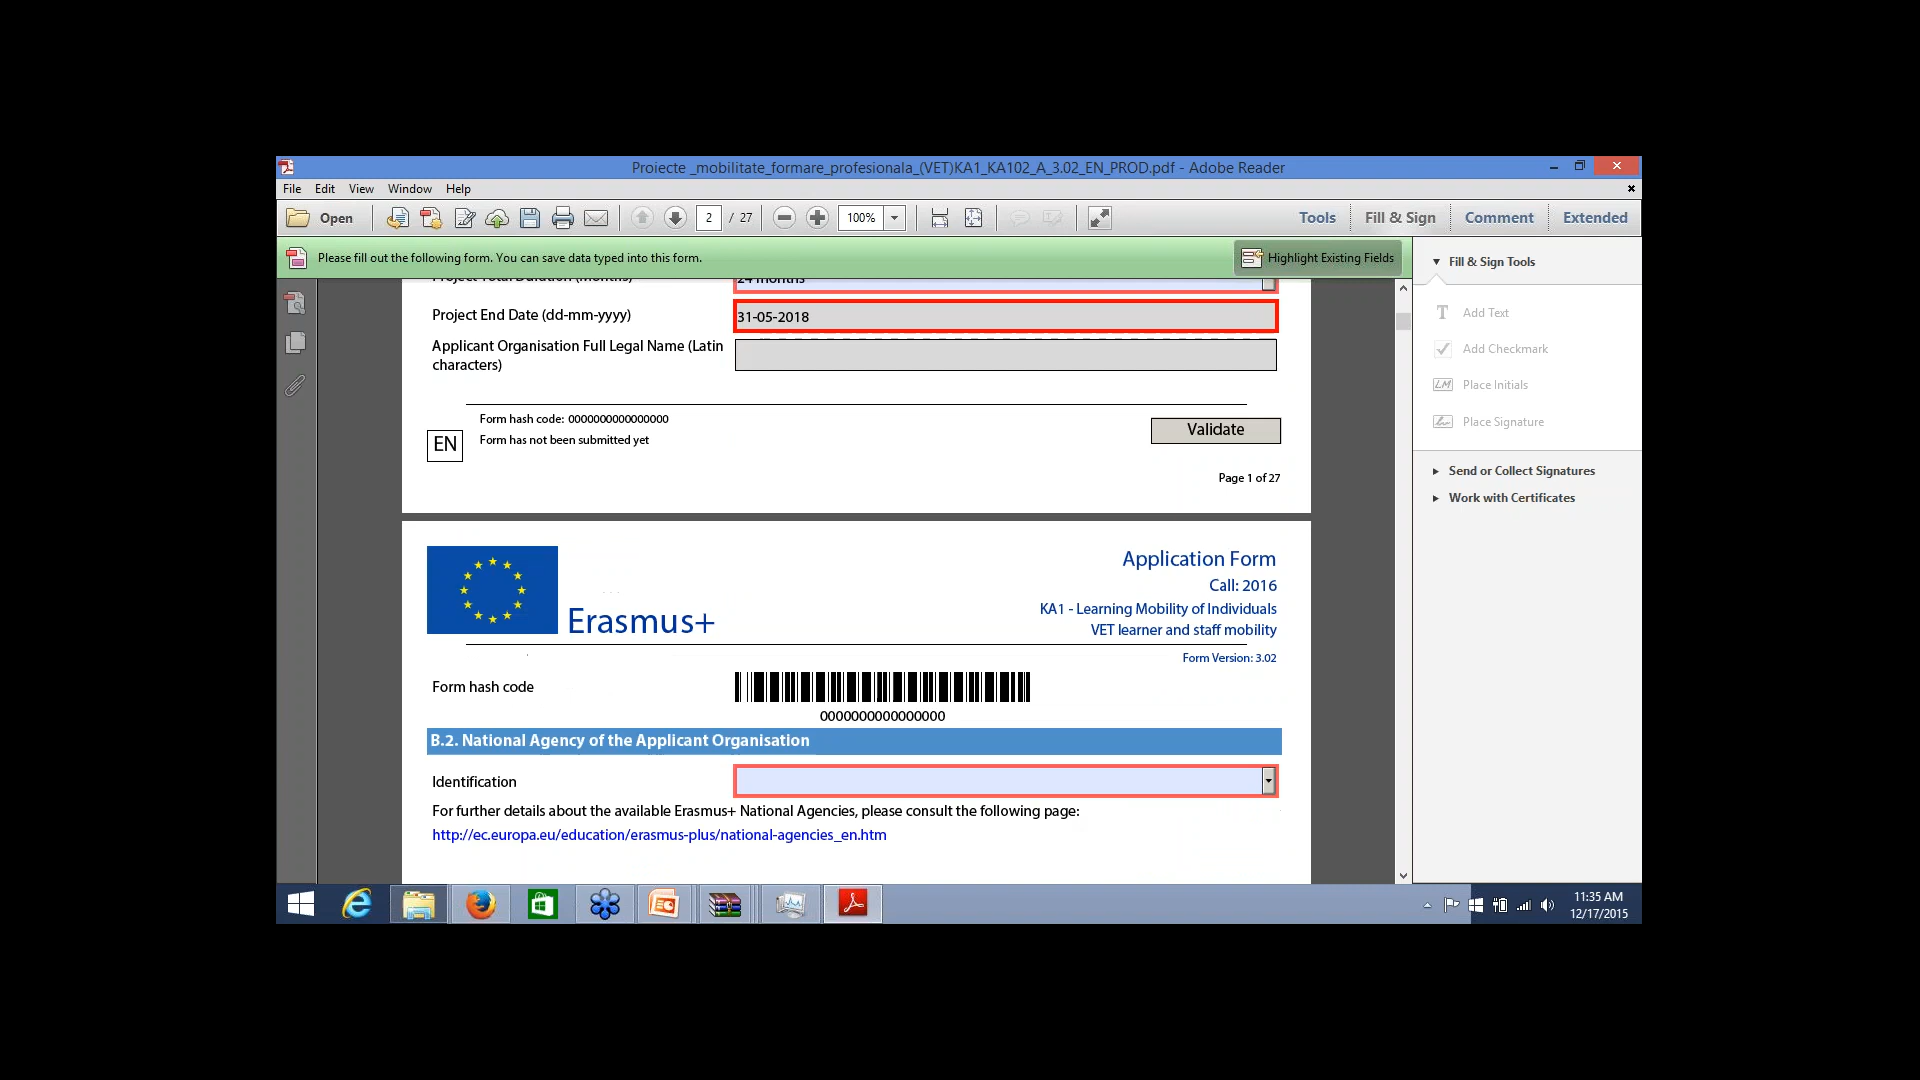 Proiecte _mobilitate_formare_profesionala_(VET)KA1_KA102_A_3.02_EN_PROD.pdf - Adobe Reader
File Edit View Window Help
Open 2 / 27 100% Tools Fill & Sign Comment Extended
Please fill out the following form. You can save data typed into this form. Highlight Existing Fields
Project Total Duration (months) 24 months
Project End Date (dd-mm-yyyy) 31-05-2018
Applicant Organisation Full Legal Name (Latin
characters)
Form hash code: 0000000000000000
EN Form has not been submitted yet
Validate
Page 1 of 27
Erasmus+
Application Form
Call: 2016
KA1 - Learning Mobility of Individuals
VET learner and staff mobility
Form Version: 3.02
Form hash code
0000000000000000
B.2. National Agency of the Applicant Organisation
Identification
For further details about the available Erasmus+ National Agencies, please consult the following page:
http://ec.europa.eu/education/erasmus-plus/national-agencies_en.htm
Fill & Sign Tools
T Add Text
Add Checkmark
LM Place Initials
Place Signature
Send or Collect Signatures
Work with Certificates
11:35 AM
12/17/2015